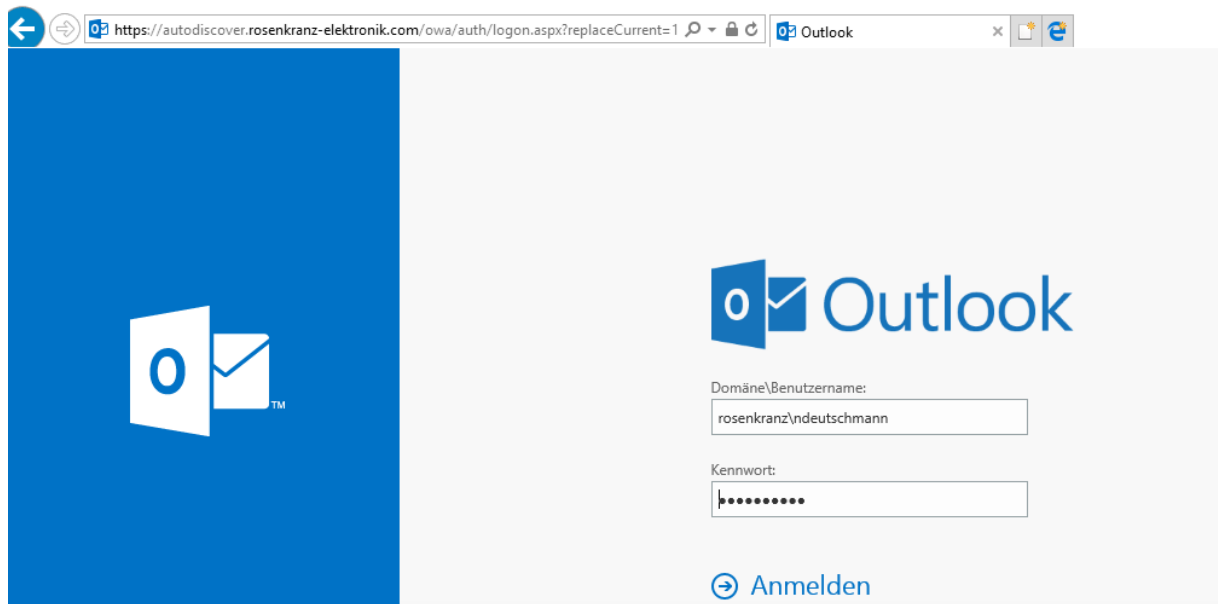 https://autodiscover.rosenkranz-elektronik.com/owa/auth/logon.aspx?replaceCurrent=1
Outlook
Outlook
Domäne\Benutzername:
rosenkranz\ndeutschmann
Kennwort:
••••••••••
Anmelden
O
TM